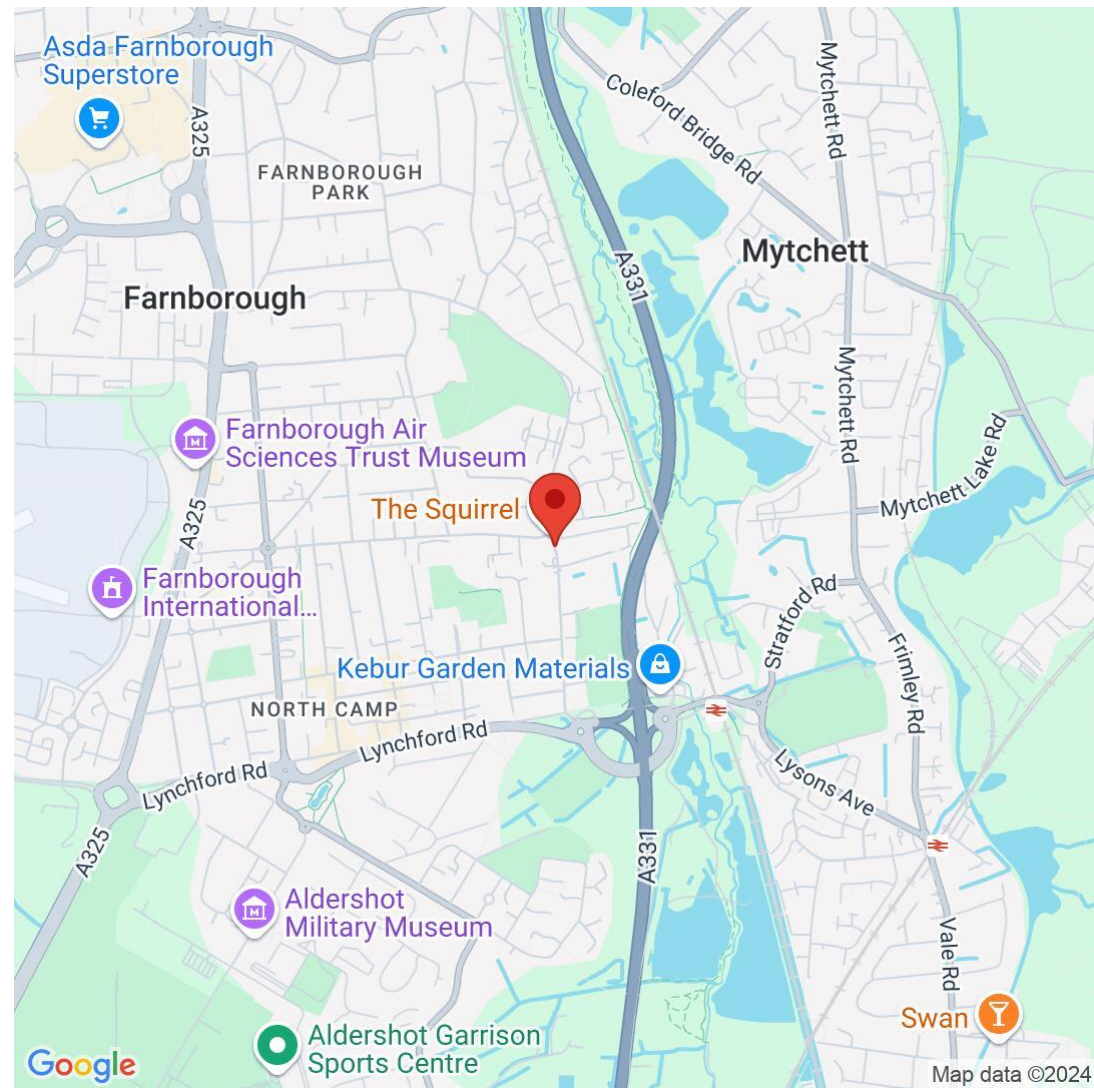 Asda Farnborough
Superstore
A325
FARNBOROUGH
PARK
Coleford Bridge Rd
Mytchett Rd
A331
Mytchett
Farnborough
Mytchett Rd
Farnborough Air
Sciences Trust Museum
Mytchett Lake Rd
The Squirrel
A325
Farnborough
International...
Stratford Rd
Frimley Rd
Kebur Garden Materials
NORTH CAMP
Lynchford Rd
Lynchford Rd
Lysons Ave
A325
A331
Aldershot
Military Museum
Vale Rd
Swan
Aldershot Garrison
Sports Centre
Google
Map data ©2024